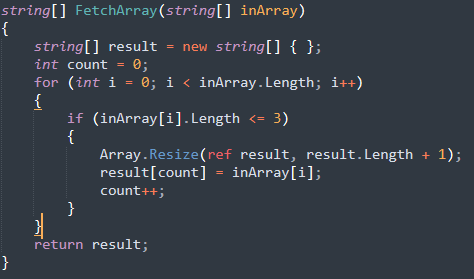 string[] FetchArray(string[] inArray)
{
    string[] result = new string[] { };
    int count = 0;
    for (int i = 0; i < inArray.Length; i++)
    {
        if (inArray[i].Length <= 3)
        {
            Array.Resize(ref result, result.Length + 1);
            result[count] = inArray[i];
            count++;
        }
    }
    return result;
}